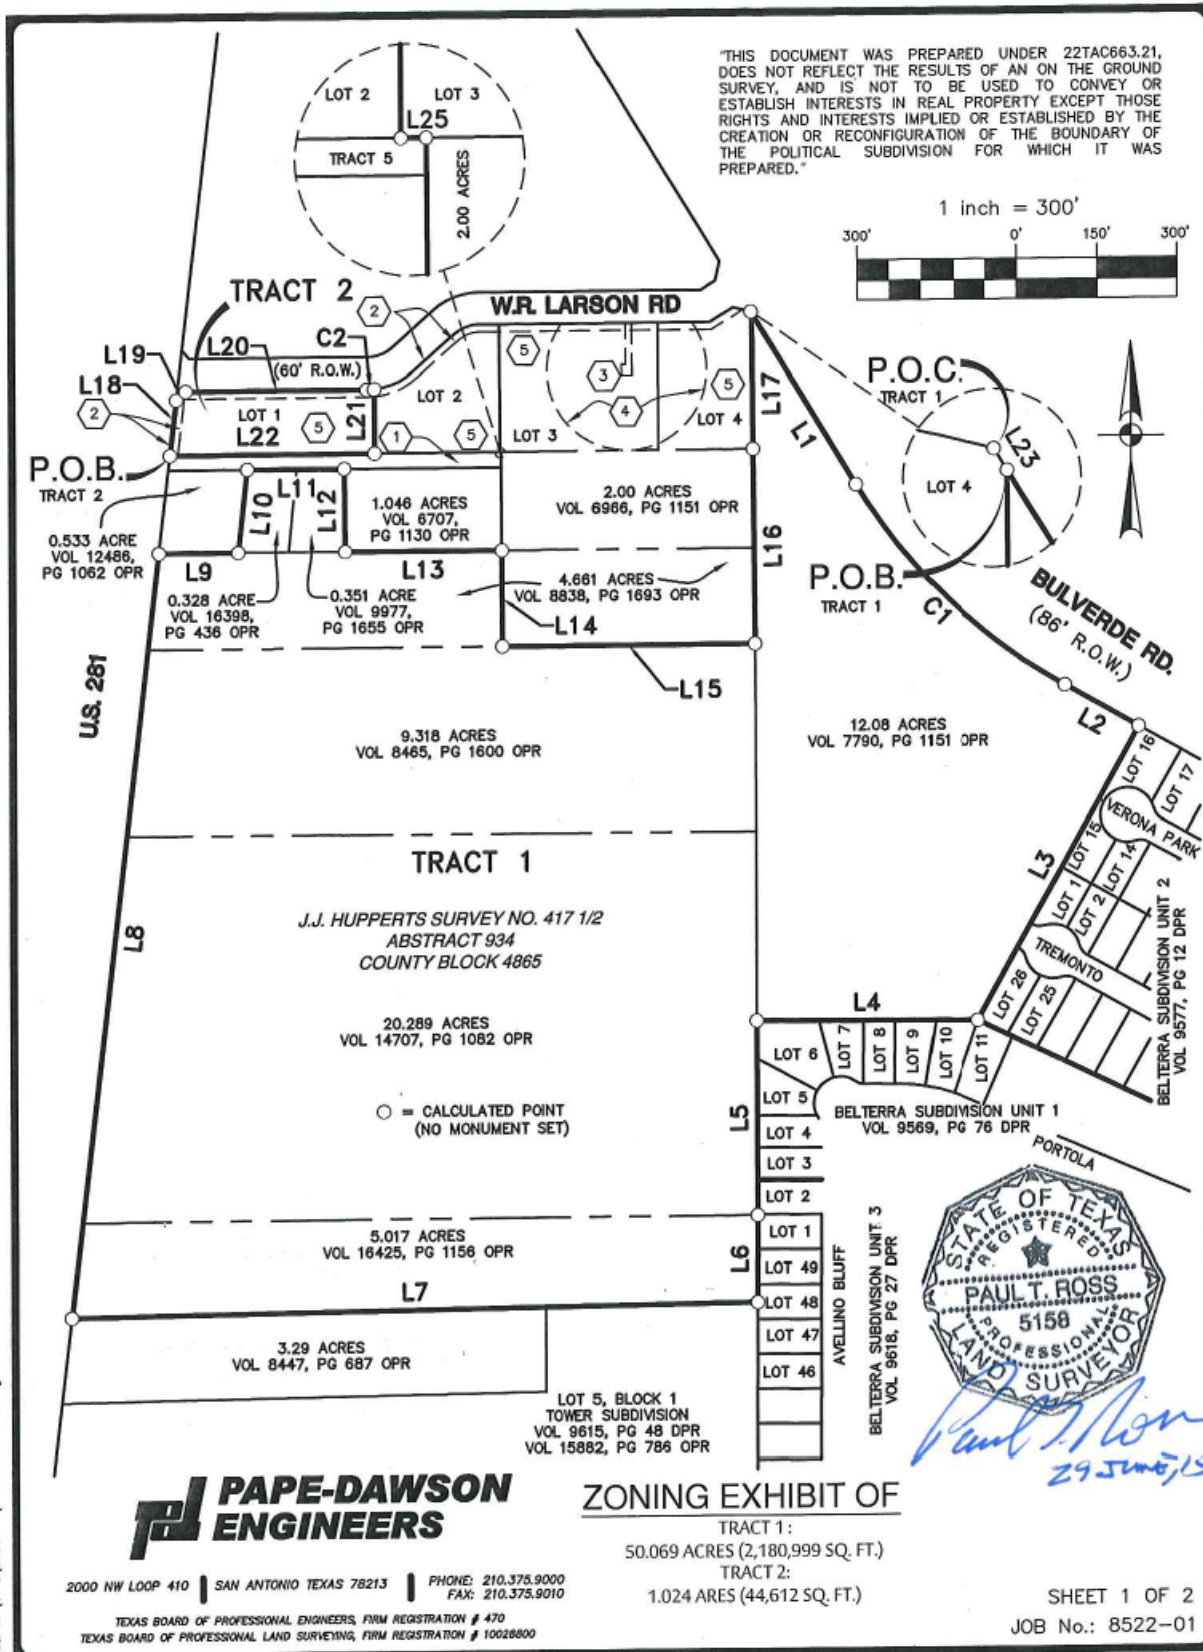 "THIS DOCUMENT WAS PREPARED UNDER 22TAC663.21,
DOES NOT REFLECT THE RESULTS OF AN ON THE GROUND
SURVEY, AND IS NOT TO BE USED TO CONVEY OR
ESTABLISH INTERESTS IN REAL PROPERTY EXCEPT THOSE
RIGHTS AND INTERESTS IMPLIED OR ESTABLISHED BY THE
CREATION OR RECONFIGURATION OF THE BOUNDARY OF
THE POLITICAL SUBDIVISION FOR WHICH IT WAS
PREPARED."
1 inch = 300'
300' 0' 150' 300'
LOT 2 LOT 3
L25
TRACT 5
2.00 ACRES
TRACT 2
2
W.R. LARSON RD
L19
L20
C2
(60' R.O.W.)
L18
2
LOT 1
L22
5
L21
LOT 2
1
5
5
3
4
5
LOT 3
LOT 4
L17
L1
P.O.C.
TRACT 1
L23
LOT 4
P.O.B.
TRACT 1
P.O.B.
TRACT 2
L10
L11
L12
1.046 ACRES
VOL 6707,
PG 1130 OPR
2.00 ACRES
VOL 6966, PG 1151 OPR
L16
0.533 ACRE
VOL 12486,
PG 1062 OPR
L9
L13
0.328 ACRE
VOL 16398,
PG 436 OPR
0.351 ACRE
VOL 9977,
PG 1655 OPR
4.661 ACRES
VOL 8838, PG 1693 OPR
L14
L15
C1
BULVERDE RD.
(86' R.O.W.)
L2
U.S. 281
9.318 ACRES
VOL 8465, PG 1600 OPR
12.08 ACRES
VOL 7790, PG 1151 OPR
LOT 16
LOT 17
VERONA PARK
LOT 15
LOT 14
L3
LOT 1
LOT 2
TREMONTO
LOT 26
LOT 25
BELTERRA SUBDIVISION UNIT 2
VOL 9577, PG 12 DPR
TRACT 1
J.J. HUPPERTS SURVEY NO. 417 1/2
ABSTRACT 934
COUNTY BLOCK 4865
L8
20.289 ACRES
VOL 14707, PG 1082 OPR
= CALCULATED POINT
(NO MONUMENT SET)
L4
LOT 6
LOT 7
LOT 8
LOT 9
LOT 10
LOT 11
L5
LOT 5
LOT 4
LOT 3
LOT 2
BELTERRA SUBDIVISION UNIT 1
VOL 9569, PG 76 DPR
PORTOLA
5.017 ACRES
VOL 16425, PG 1156 OPR
L6
L7
LOT 1
LOT 49
LOT 48
LOT 47
LOT 46
AVELLINO BLUFF
BELTERRA SUBDIVISION UNIT 3
VOL 9618, PG 27 DPR
STATE OF TEXAS
REGISTERED
PAUL T. ROSS
5158
PROFESSIONAL
LAND SURVEYOR
3.29 ACRES
VOL 8447, PG 687 OPR
LOT 5, BLOCK 1
TOWER SUBDIVISION
VOL 9615, PG 48 DPR
VOL 15882, PG 786 OPR
PAPE-DAWSON
ENGINEERS
2000 NW LOOP 410 SAN ANTONIO TEXAS 78213 PHONE: 210.375.9000
FAX: 210.375.9010
TEXAS BOARD OF PROFESSIONAL ENGINEERS, FIRM REGISTRATION # 470
TEXAS BOARD OF PROFESSIONAL LAND SURVEYING, FIRM REGISTRATION # 10028800
ZONING EXHIBIT OF
TRACT 1:
50.069 ACRES (2,180,999 SQ. FT.)
TRACT 2:
1.024 ARES (44,612 SQ. FT.)
SHEET 1 OF 2
JOB No.: 8522-01